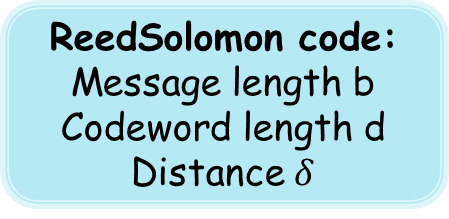 ReedSolomon code:
Message length b
Codeword length d
Distance δ